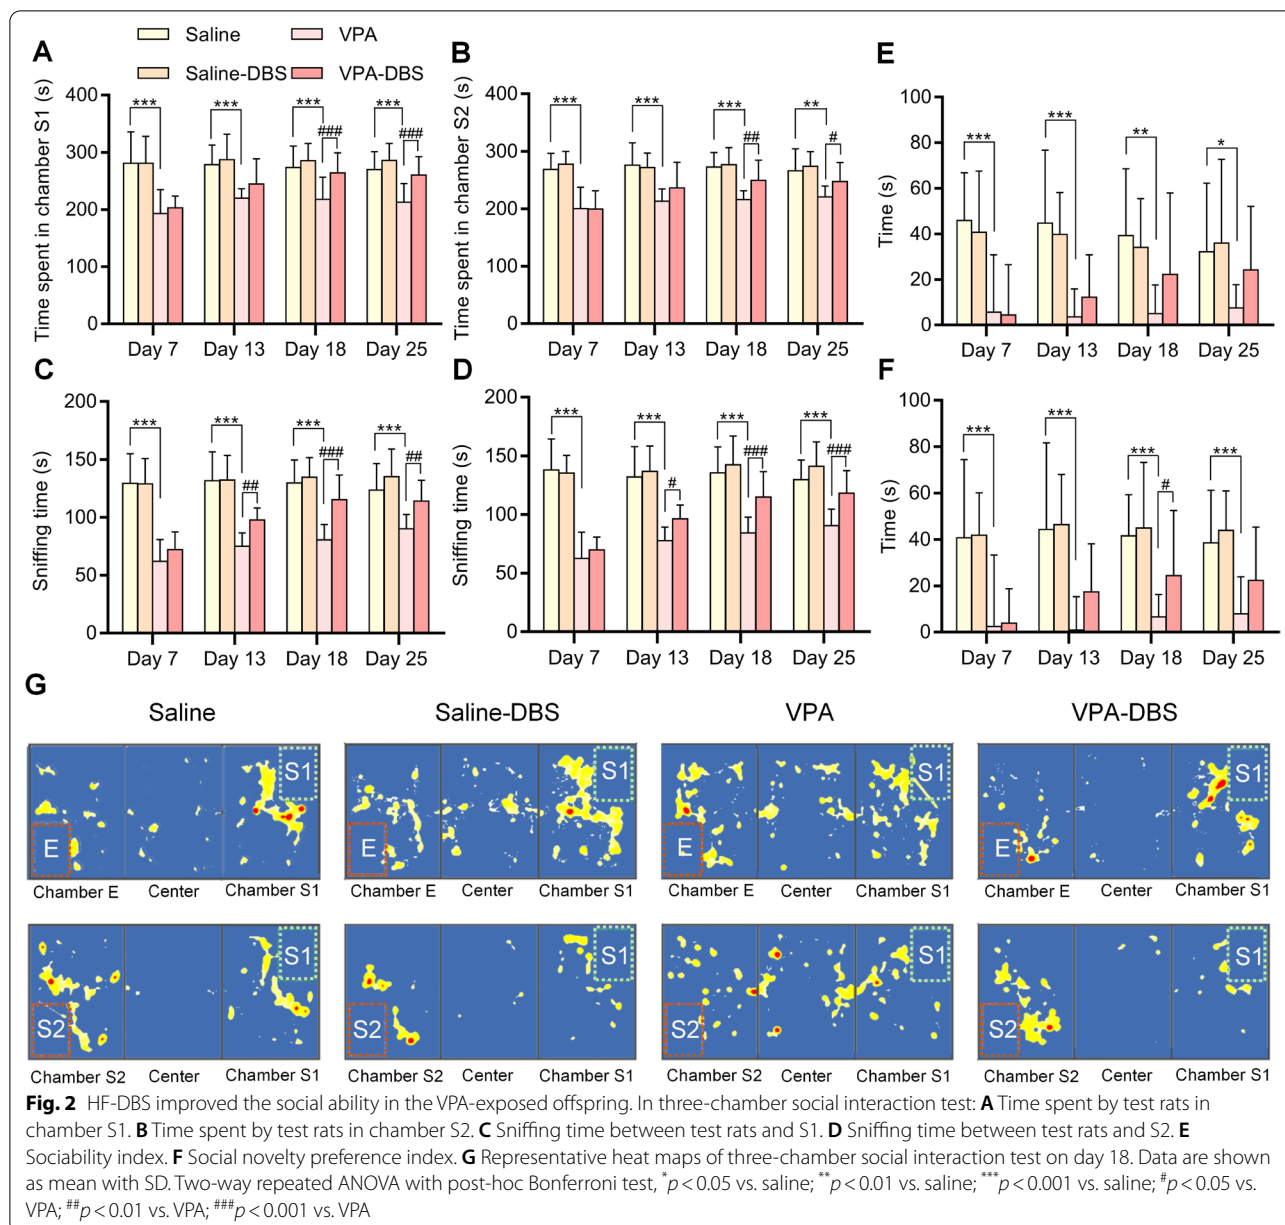 Saline
VPA
Saline-DBS
VPA-DBS
A
Time spent in chamber S1 (s)
400
300
200
100
0
***
***
***
###
***
###
Day 7
Day 13
Day 18
Day 25
B
Time spent in chamber S2 (s)
400
300
200
100
0
***
***
***
##
**
#
Day 7
Day 13
Day 18
Day 25
E
Time (s)
100
80
60
40
20
0
***
***
**
*
Day 7
Day 13
Day 18
Day 25
C
Sniffing time (s)
200
150
100
50
0
***
***
##
***
###
***
##
Day 7
Day 13
Day 18
Day 25
D
Sniffing time (s)
200
150
100
50
0
***
***
#
***
###
***
###
Day 7
Day 13
Day 18
Day 25
F
Time (s)
100
80
60
40
20
0
***
***
***
#
***
Day 7
Day 13
Day 18
Day 25
G
Saline
Saline-DBS
VPA
VPA-DBS
S1
E
S1
E
S1
E
S1
E
Chamber E Center Chamber S1
Chamber E Center Chamber S1
Chamber E Center Chamber S1
Chamber E Center Chamber S1
S1
S2
S1
S2
S1
S2
S1
S2
Chamber S2 Center Chamber S1
Chamber S2 Center Chamber S1
Chamber S2 Center Chamber S1
Chamber S2 Center Chamber S1
Fig. 2 HF-DBS improved the social ability in the VPA-exposed offspring. In three-chamber social interaction test: A Time spent by test rats in
chamber S1. B Time spent by test rats in chamber S2. C Sniffing time between test rats and S1. D Sniffing time between test rats and S2. E
Sociability index. F Social novelty preference index. G Representative heat maps of three-chamber social interaction test on day 18. Data are shown
as mean with SD. Two-way repeated ANOVA with post-hoc Bonferroni test, *p < 0.05 vs. saline; **p < 0.01 vs. saline; ***p < 0.001 vs. saline; #p < 0.05 vs.
VPA; ##p < 0.01 vs. VPA; ###p < 0.001 vs. VPA